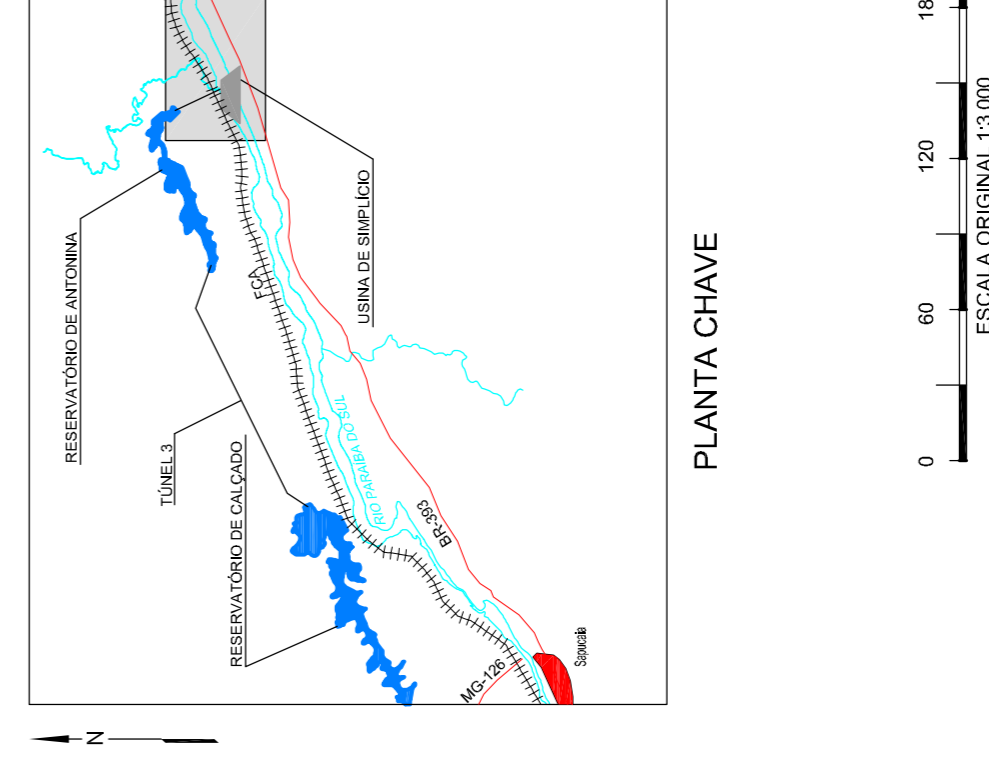 RESERVATÓRIO DE ANTONINA
TÚNEL 3
RESERVATÓRIO DE CALÇADO
FCA
USINA DE SIMPLÍCIO
RIO PARAÍBA DO SUL
BR-393
MG-126
Sapucaia
N
PLANTA CHAVE
0 60 120 18
ESCALA ORIGINAL 1:3.000